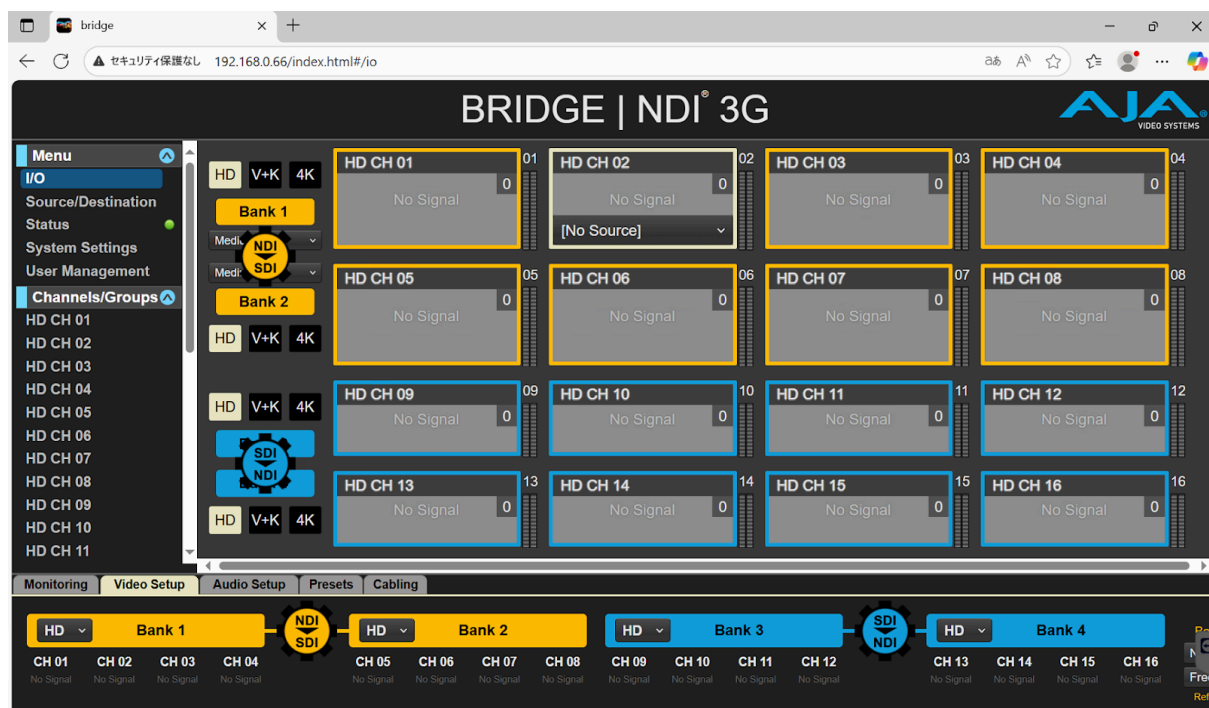 bridge
セキュリティ保護なし 192.168.0.66/index.html#/io
BRIDGE | NDI® 3G
AJA
VIDEO SYSTEMS
Menu
I/O
Source/Destination
Status
System Settings
User Management
Channels/Groups
HD CH 01
HD CH 02
HD CH 03
HD CH 04
HD CH 05
HD CH 06
HD CH 07
HD CH 08
HD CH 09
HD CH 10
HD CH 11
HD V+K 4K
Bank 1
NDI
SDI
Bank 2
HD V+K 4K
HD V+K 4K
SDI
NDI
HD V+K 4K
HD CH 01 01 HD CH 02 02 HD CH 03 03 HD CH 04 04
0 0 0 0
No Signal No Signal No Signal No Signal
[No Source]
HD CH 05 05 HD CH 06 06 HD CH 07 07 HD CH 08 08
0 0 0 0
No Signal No Signal No Signal No Signal
HD CH 09 09 HD CH 10 10 HD CH 11 11 HD CH 12 12
No Signal 0 No Signal 0 No Signal 0 No Signal 0
HD CH 13 13 HD CH 14 14 HD CH 15 15 HD CH 16 16
No Signal 0 No Signal 0 No Signal 0 No Signal 0
Monitoring Video Setup Audio Setup Presets Cabling
HD Bank 1 NDI SDI HD Bank 2 HD Bank 3 SDI NDI HD Bank 4
CH 01 CH 02 CH 03 CH 04 CH 05 CH 06 CH 07 CH 08 CH 09 CH 10 CH 11 CH 12 CH 13 CH 14 CH 15 CH 16
No Signal No Signal No Signal No Signal No Signal No Signal No Signal No Signal No Signal No Signal No Signal No Signal No Signal No Signal No Signal No Signal